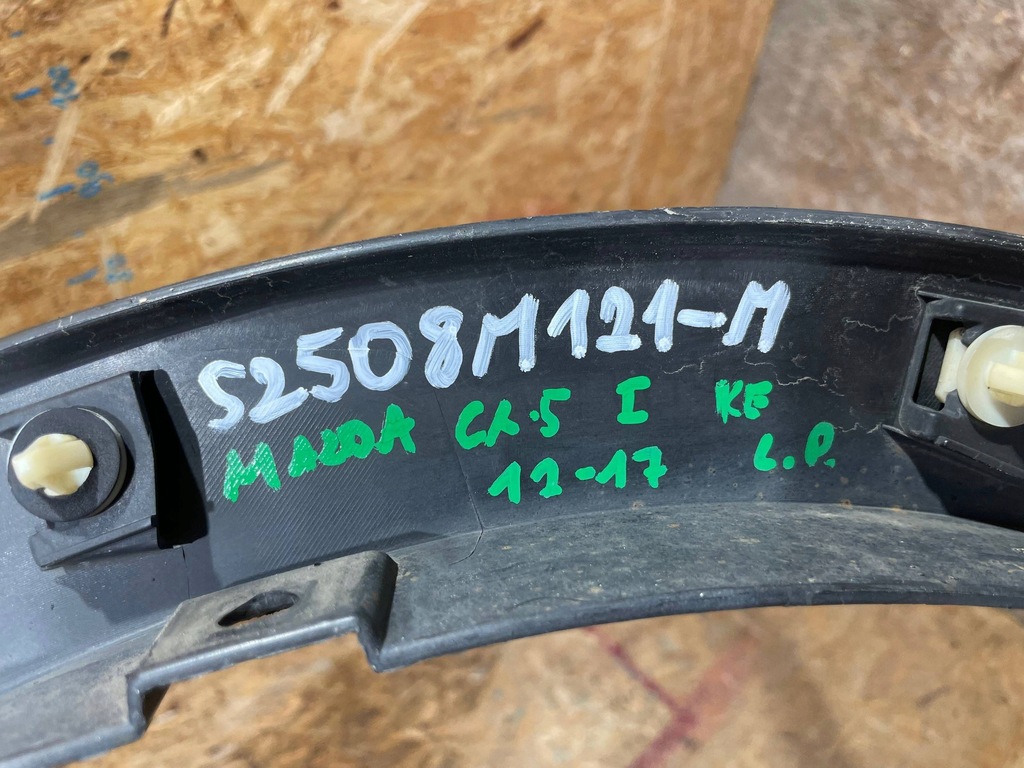 S2508M121-M
MAZDA CX-5 I KE
12-17 L.P.